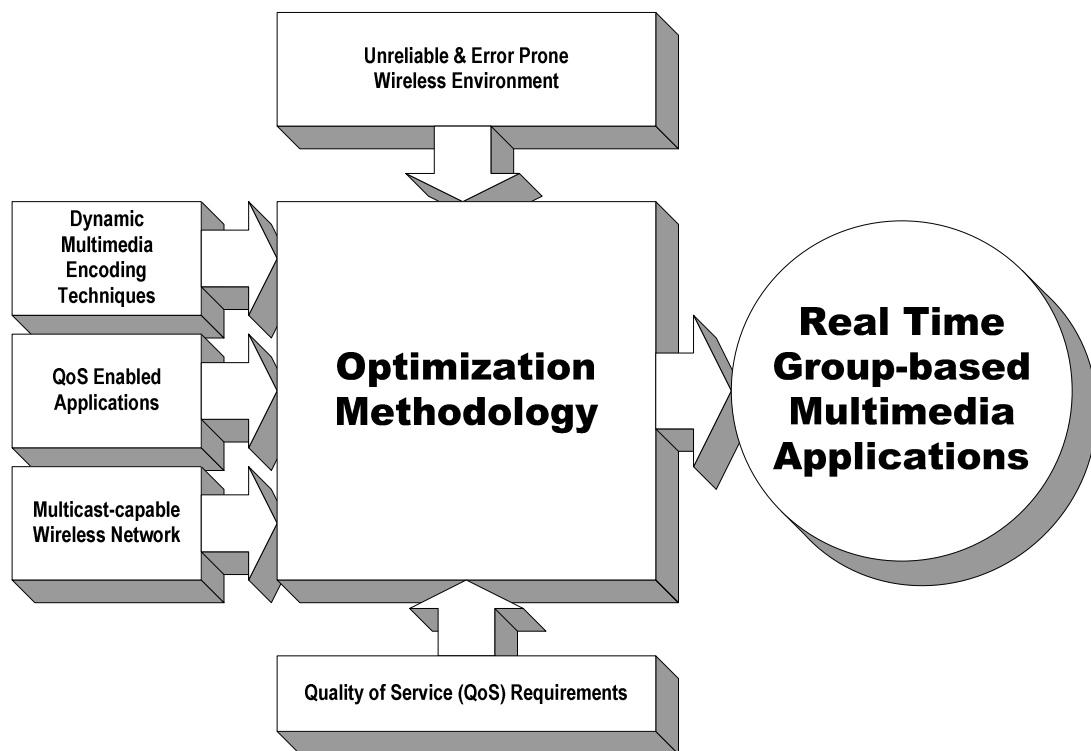 Unreliable & Error Prone
Wireless Environment
Dynamic
Multimedia
Encoding
Techniques
QoS Enabled
Applications
Multicast-capable
Wireless Network
Optimization
Methodology
Real Time
Group-based
Multimedia
Applications
Quality of Service (QoS) Requirements